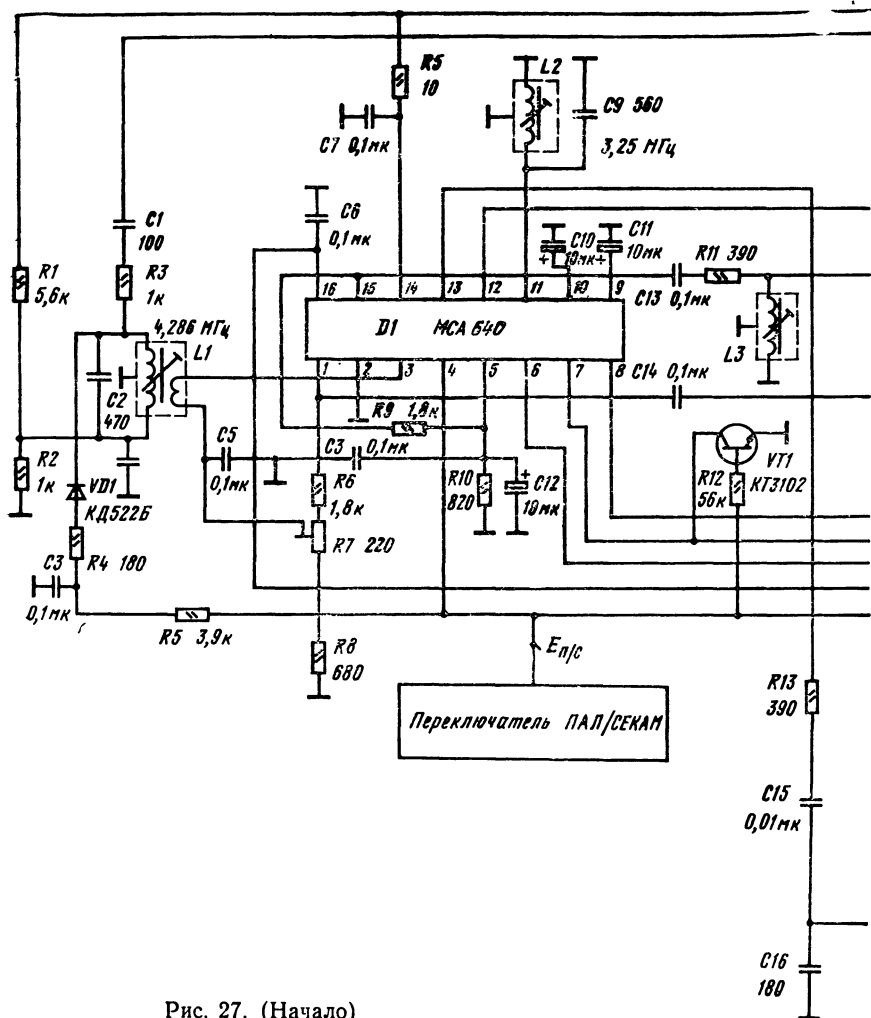 R5
10
C7 0,1мк
L2
C9 560
3,25 МГц
C1
100
R3
1к
R1
5,6к
C6
0,1мк
C10
10мк
C11
10мк
R11 390
C13 0,1мк
16 15 14 13 12 11 10 9
D1 MCA 640
1 2 3 4 5 6 7 8
4,286 МГц
L1
C2
470
L3
C14 0,1мк
R9 1,8к
R2
1к
VD1
КД522Б
C5
0,1мк
C3
0,1мк
R6
1,8к
R10
820
C12
10мк
R12
56к
VT1
КТ3102
R7 220
R4 180
C3
0,1мк
R5 3,9к
R8
680
Eп/с
Переключатель ПАЛ/СЕКАМ
R13
390
C15
0,01мк
C16
180
Рис. 27. (Начало)